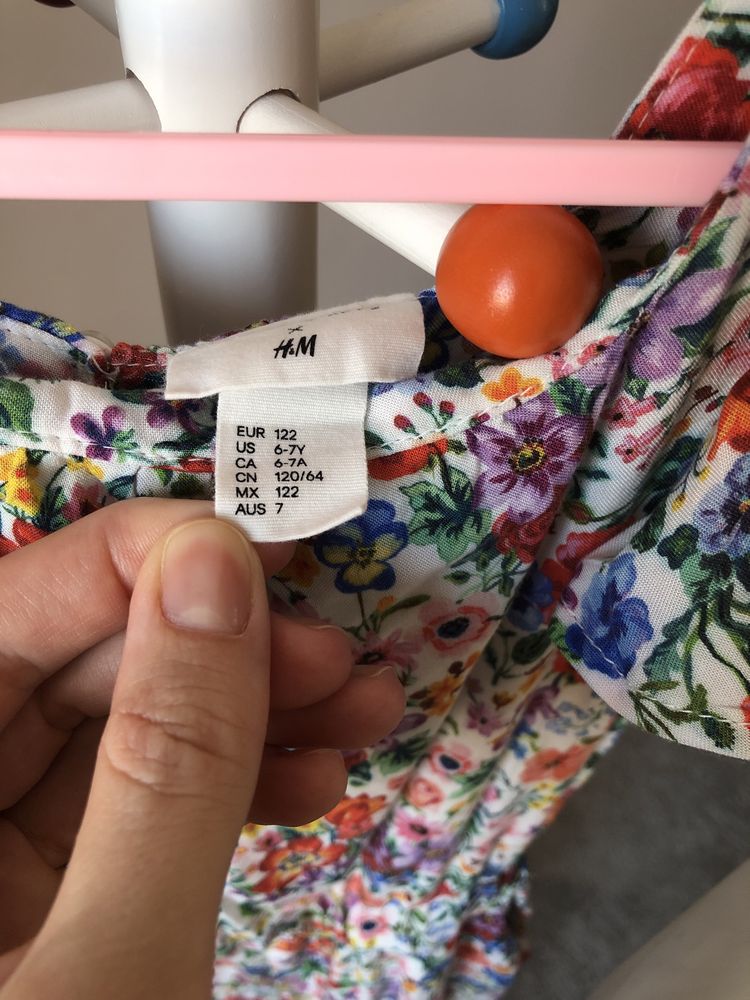 ×
H&M
EUR 122
US 6-7Y
CA 6-7A
CN 120/64
MX 122
AUS 7